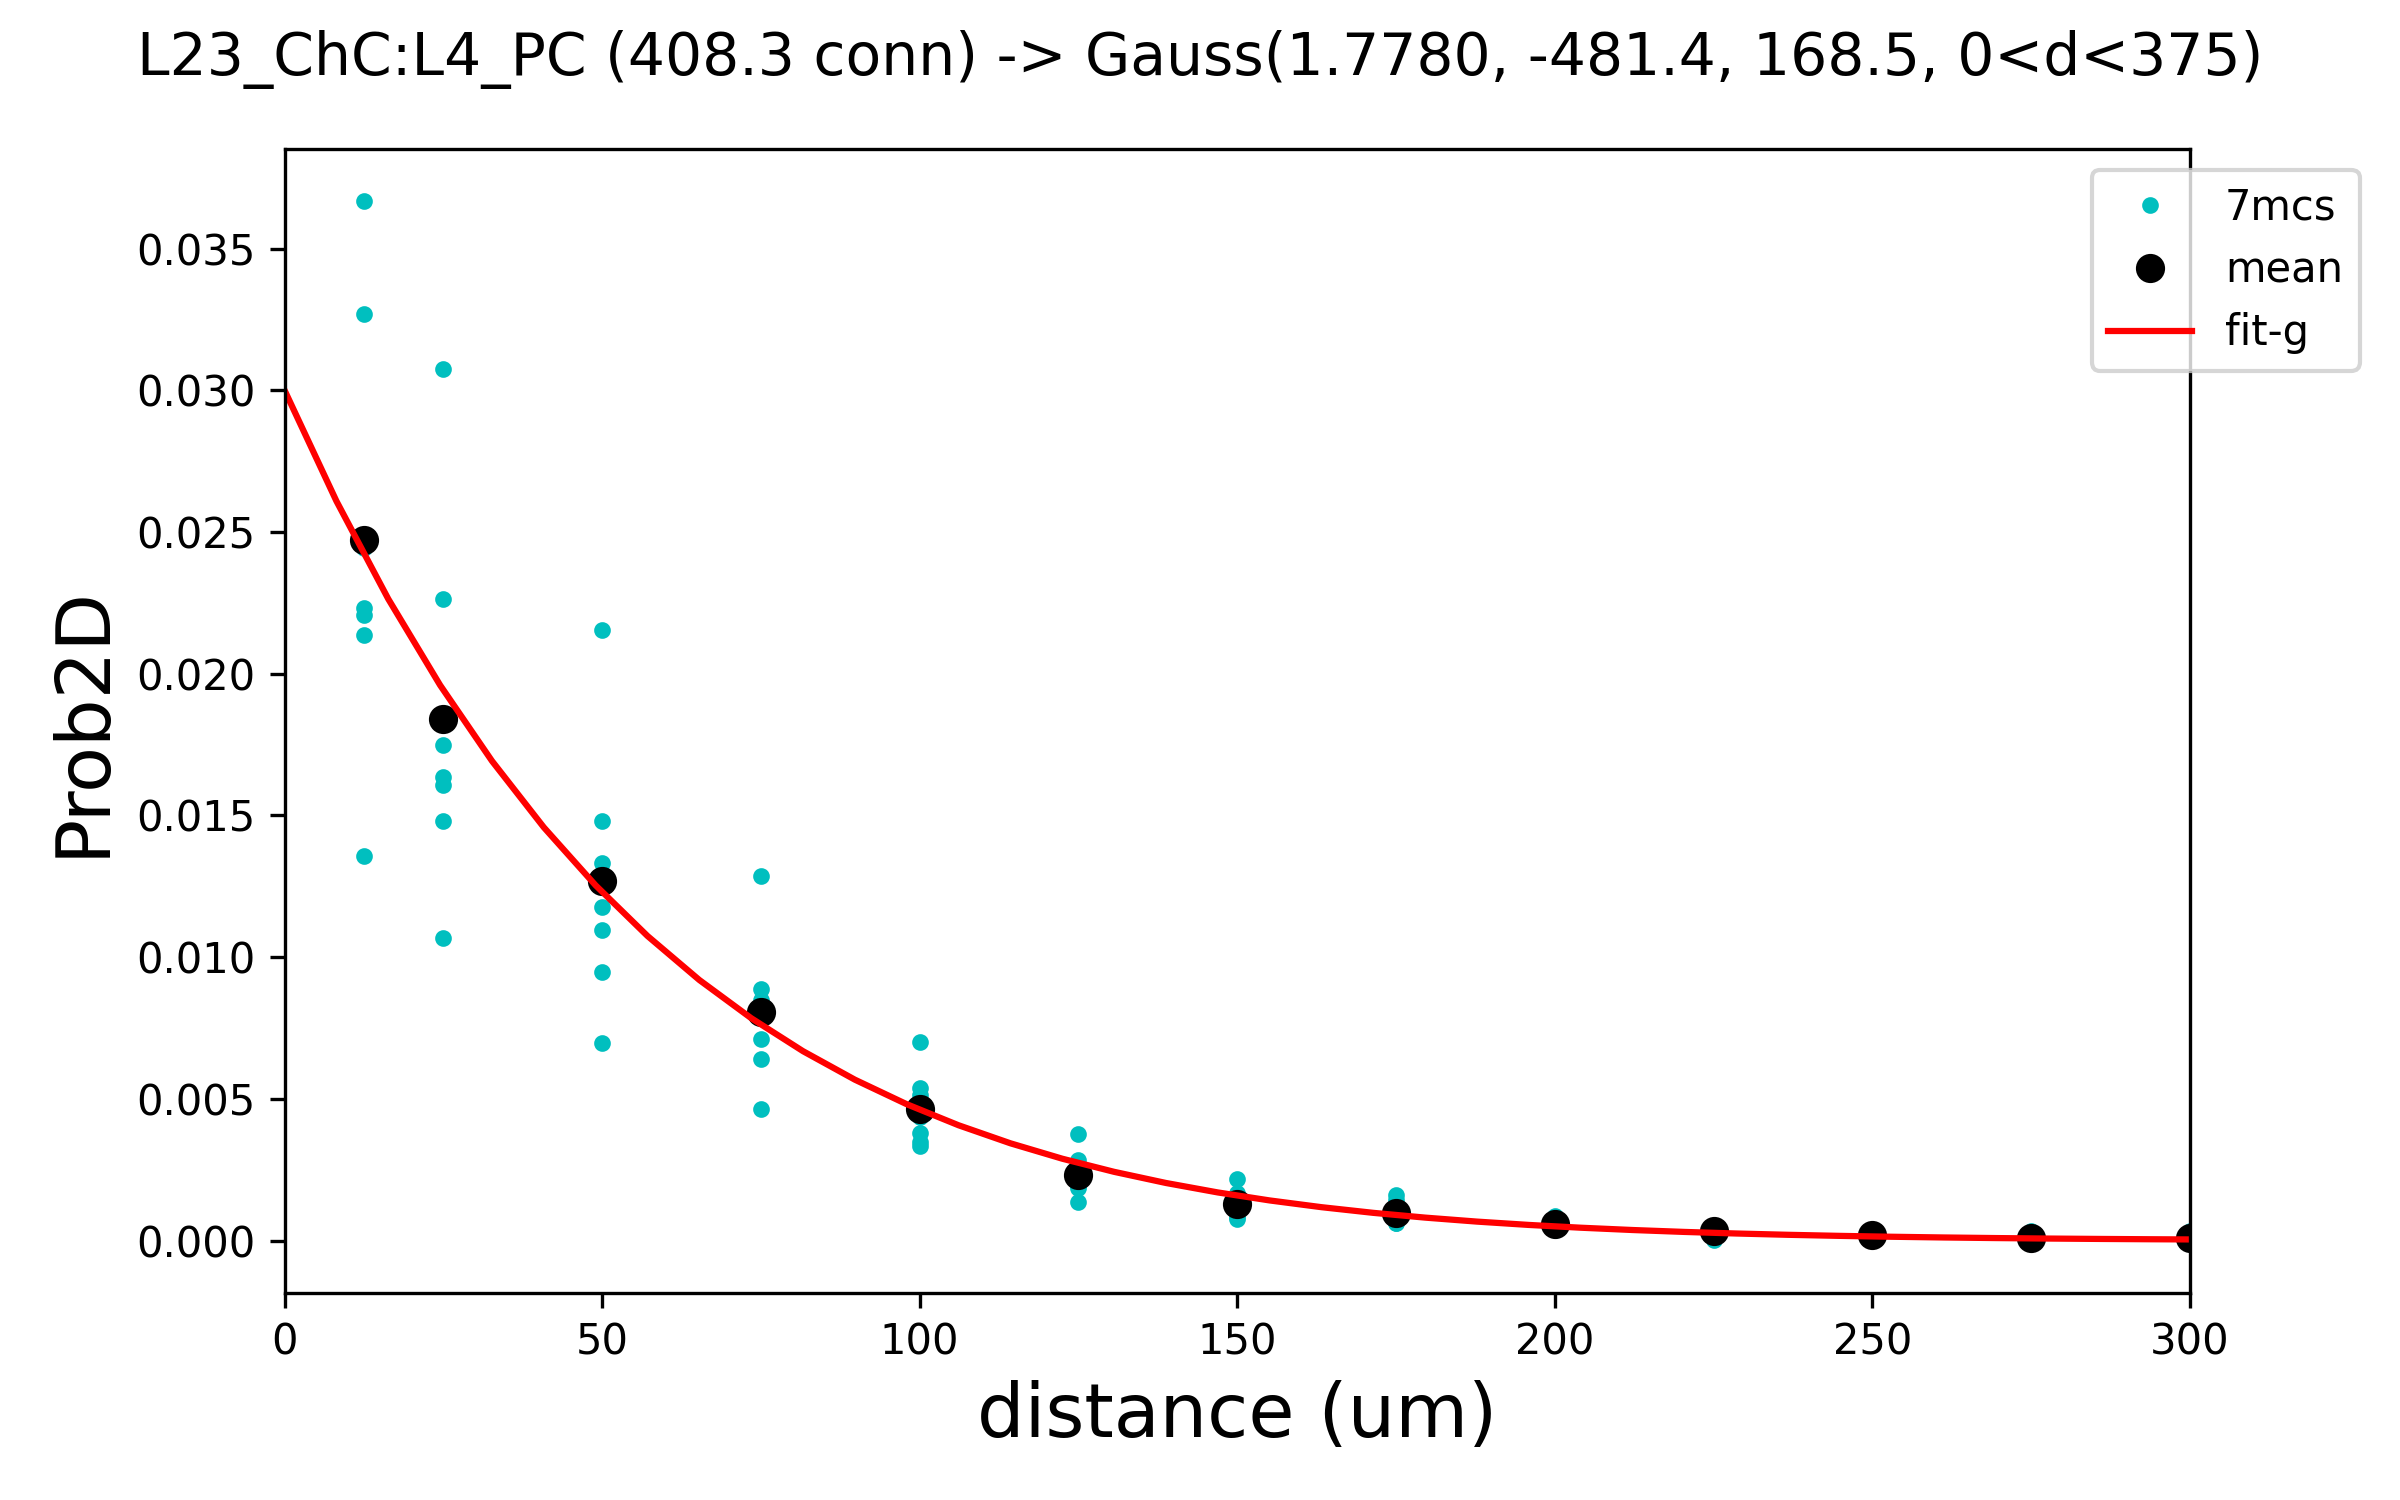 L23_ChC:L4_PC (408.3 conn) -> Gauss(1.7780, -481.4, 168.5, 0<d<375)
7mcs
mean
fit-g
Prob2D
0.035
0.030
0.025
0.020
0.015
0.010
0.005
0.000
0 50 100 150 200 250 300
distance (um)